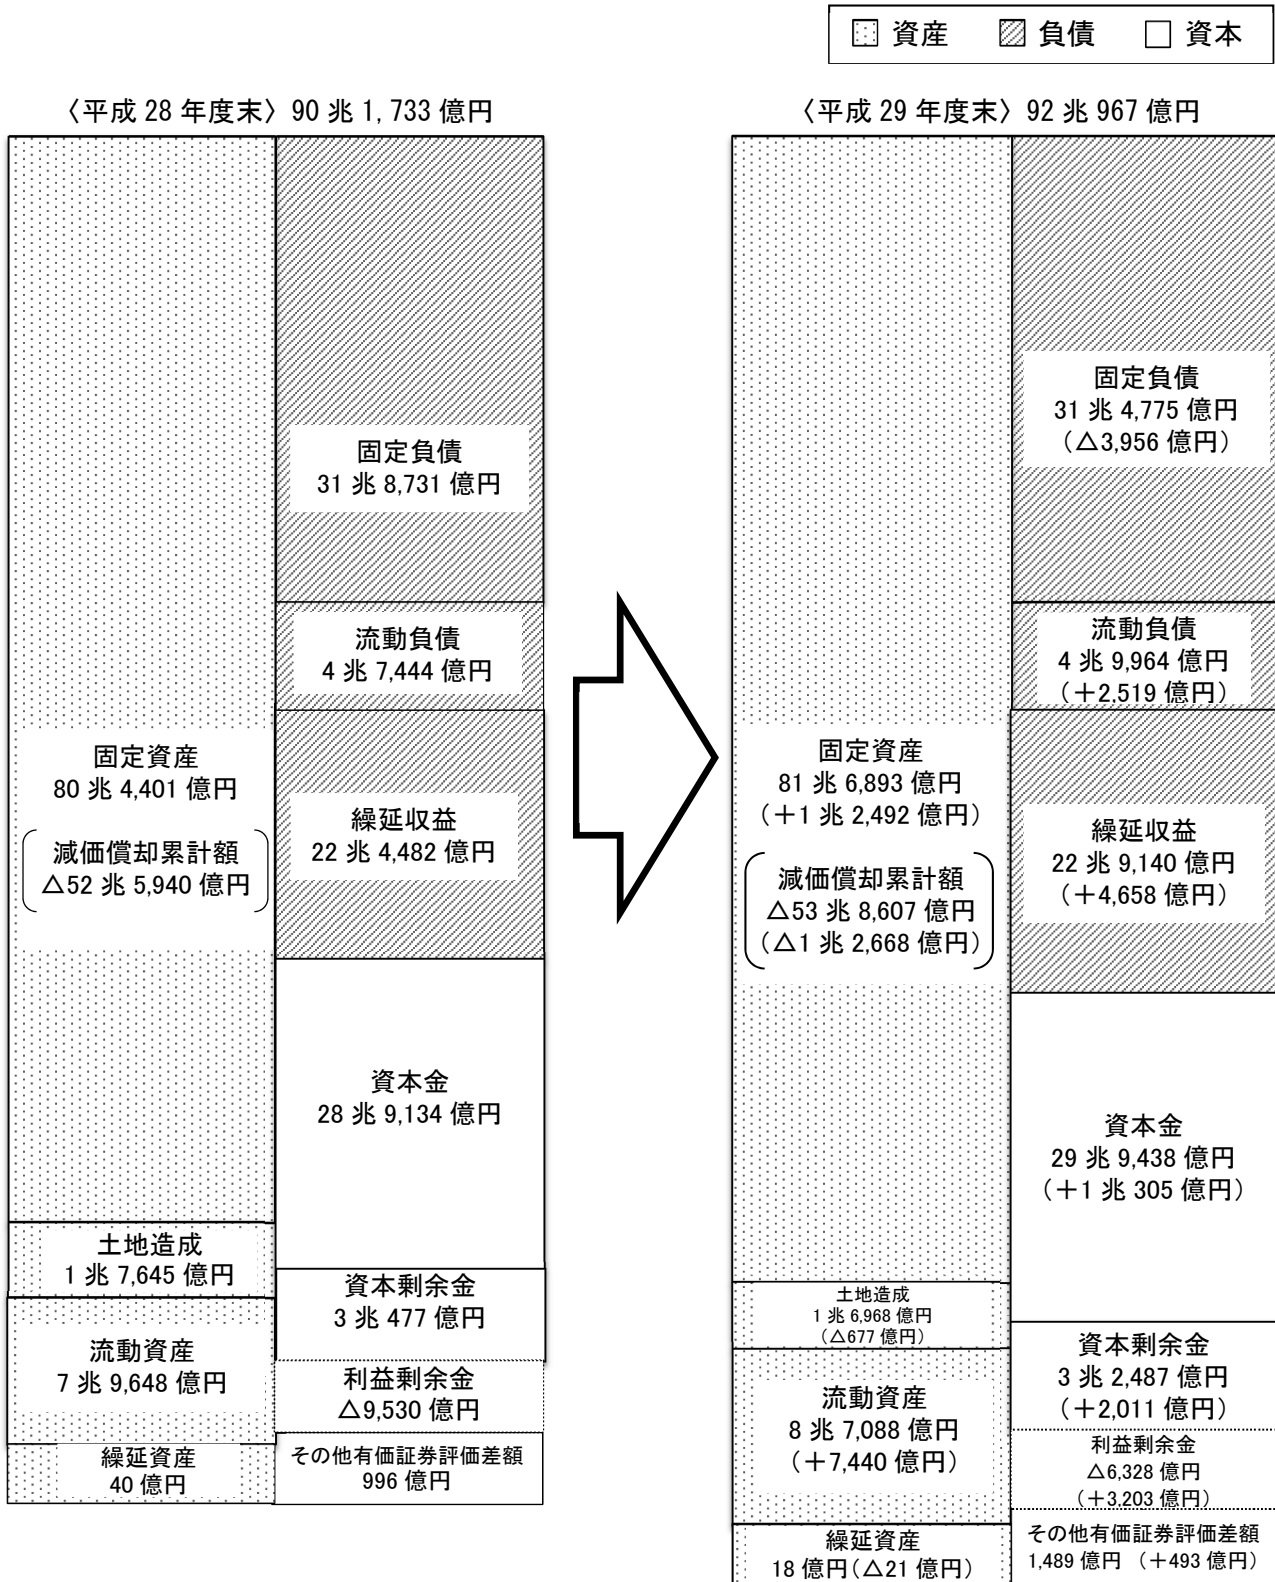 資産 負債 資本
〈平成 28 年度末〉90 兆 1,733 億円
固定資産
80 兆 4,401 億円
減価償却累計額
△52 兆 5,940 億円
土地造成
1 兆 7,645 億円
流動資産
7 兆 9,648 億円
繰延資産
40 億円
固定負債
31 兆 8,731 億円
流動負債
4 兆 7,444 億円
繰延収益
22 兆 4,482 億円
資本金
28 兆 9,134 億円
資本剰余金
3 兆 477 億円
利益剰余金
△9,530 億円
その他有価証券評価差額
996 億円
〈平成 29 年度末〉92 兆 967 億円
固定資産
81 兆 6,893 億円
（＋1 兆 2,492 億円）
減価償却累計額
△53 兆 8,607 億円
（△1 兆 2,668 億円）
土地造成
1 兆 6,968 億円
（△677 億円）
流動資産
8 兆 7,088 億円
（＋7,440 億円）
繰延資産
18 億円（△21 億円）
固定負債
31 兆 4,775 億円
（△3,956 億円）
流動負債
4 兆 9,964 億円
（＋2,519 億円）
繰延収益
22 兆 9,140 億円
（＋4,658 億円）
資本金
29 兆 9,438 億円
（＋1 兆 305 億円）
資本剰余金
3 兆 2,487 億円
（＋2,011 億円）
利益剰余金
△6,328 億円
（＋3,203 億円）
その他有価証券評価差額
1,489 億円 （＋493 億円）